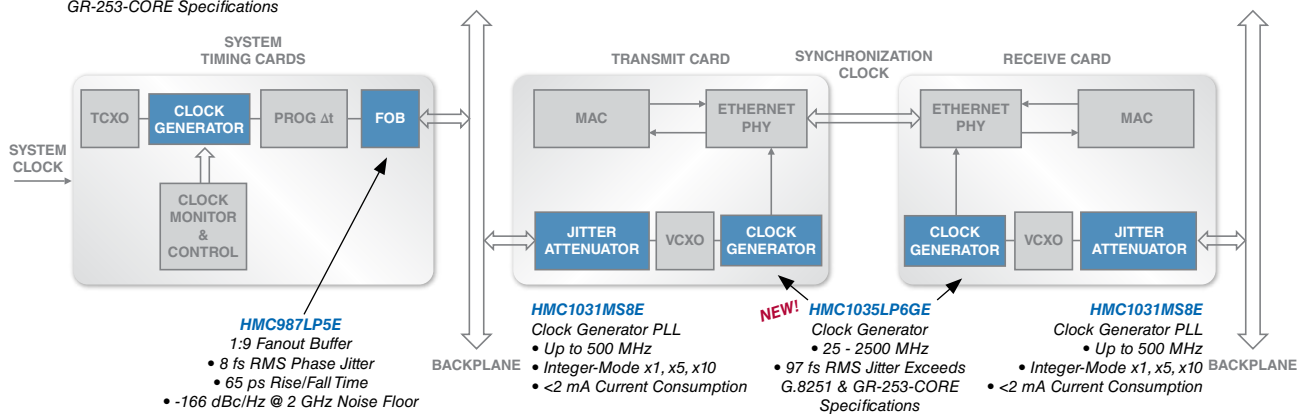 GR-253-CORE Specifications
SYSTEM
TIMING CARDS
TRANSMIT CARD
SYNCHRONIZATION
CLOCK
RECEIVE CARD
TCXO
CLOCK
GENERATOR
PROG Δt
FOB
MAC
ETHERNET
PHY
ETHERNET
PHY
MAC
SYSTEM
CLOCK
CLOCK
MONITOR
&
CONTROL
JITTER
ATTENUATOR
VCXO
CLOCK
GENERATOR
CLOCK
GENERATOR
VCXO
JITTER
ATTENUATOR
HMC987LP5E
1:9 Fanout Buffer
• 8 fs RMS Phase Jitter
• 65 ps Rise/Fall Time
• -166 dBc/Hz @ 2 GHz Noise Floor
BACKPLANE
HMC1031MS8E
Clock Generator PLL
• Up to 500 MHz
• Integer-Mode x1, x5, x10
• <2 mA Current Consumption
NEW!
HMC1035LP6GE
Clock Generator
• 25 - 2500 MHz
• 97 fs RMS Jitter Exceeds
G.8251 & GR-253-CORE
Specifications
HMC1031MS8E
Clock Generator PLL
• Up to 500 MHz
• Integer-Mode x1, x5, x10
• <2 mA Current Consumption
BACKPLANE